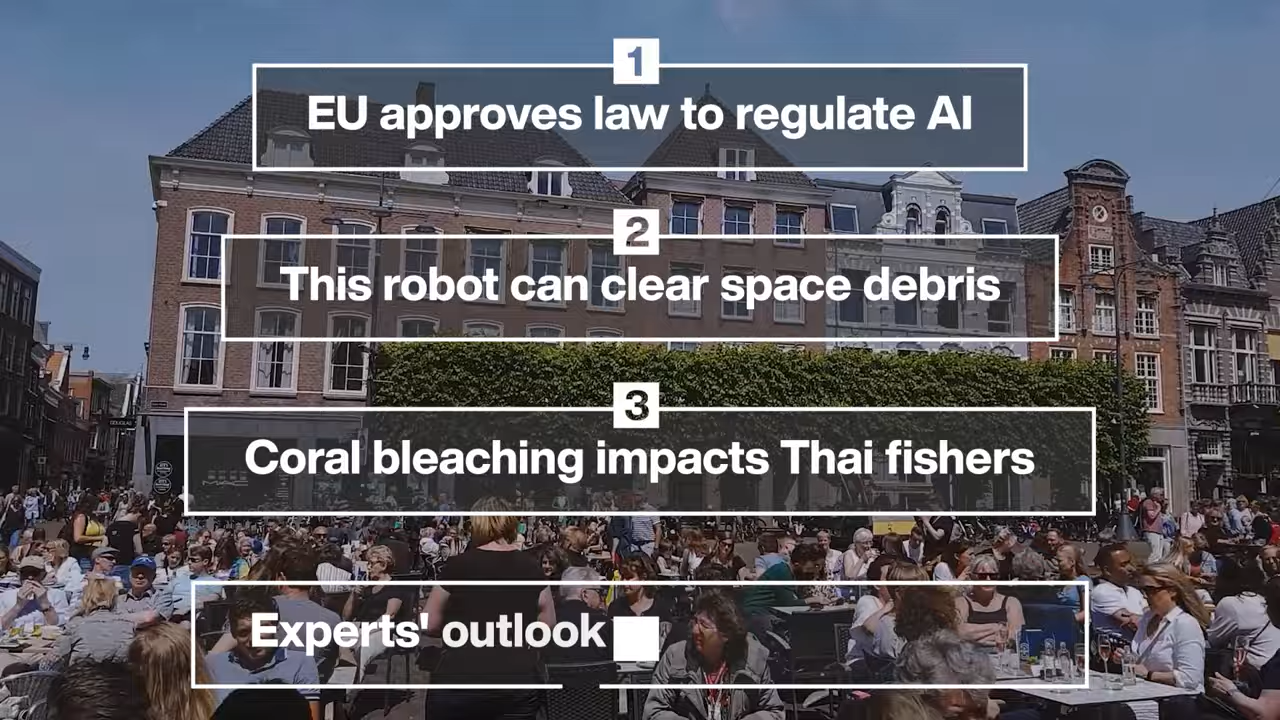 1
EU approves law to regulate AI
2
This robot can clear space debris
3
Coral bleaching impacts Thai fishers
Experts' outlook
DOUGLAS